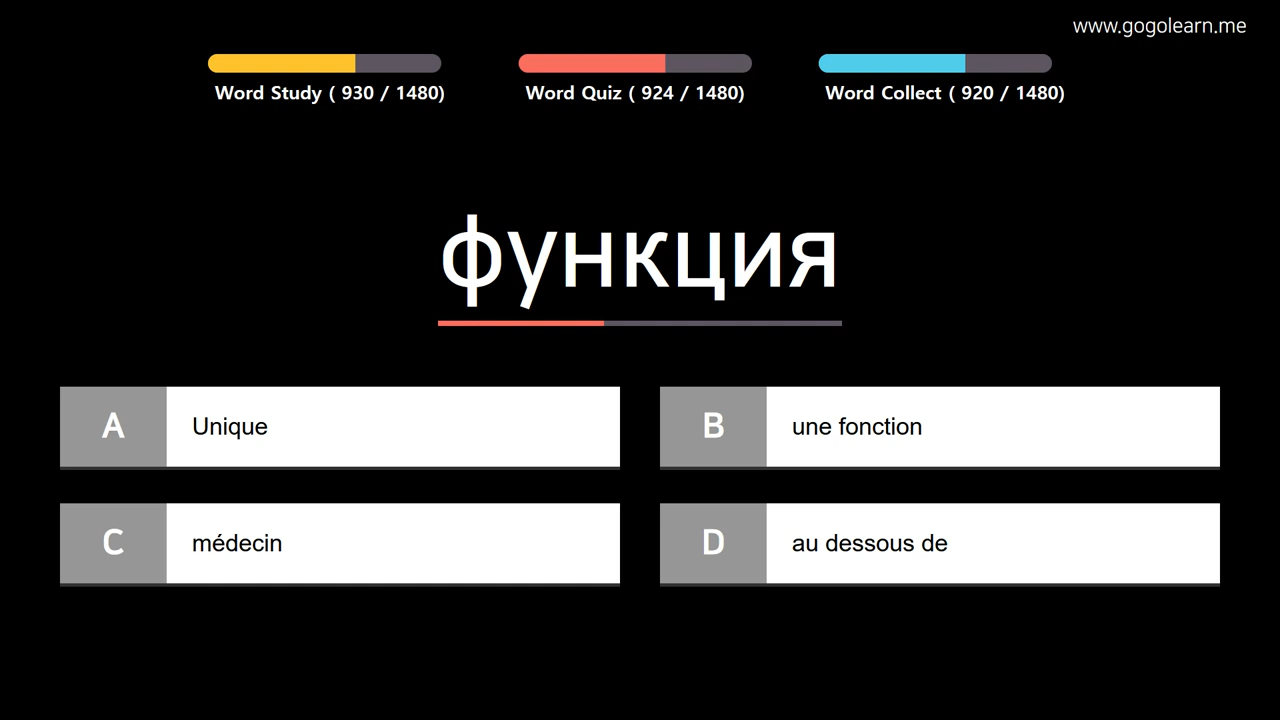 www.gogolearn.me
Word Study ( 930 / 1480)
Word Quiz ( 924 / 1480)
Word Collect ( 920 / 1480)
функция
A
Unique
B
une fonction
C
médecin
D
au dessous de